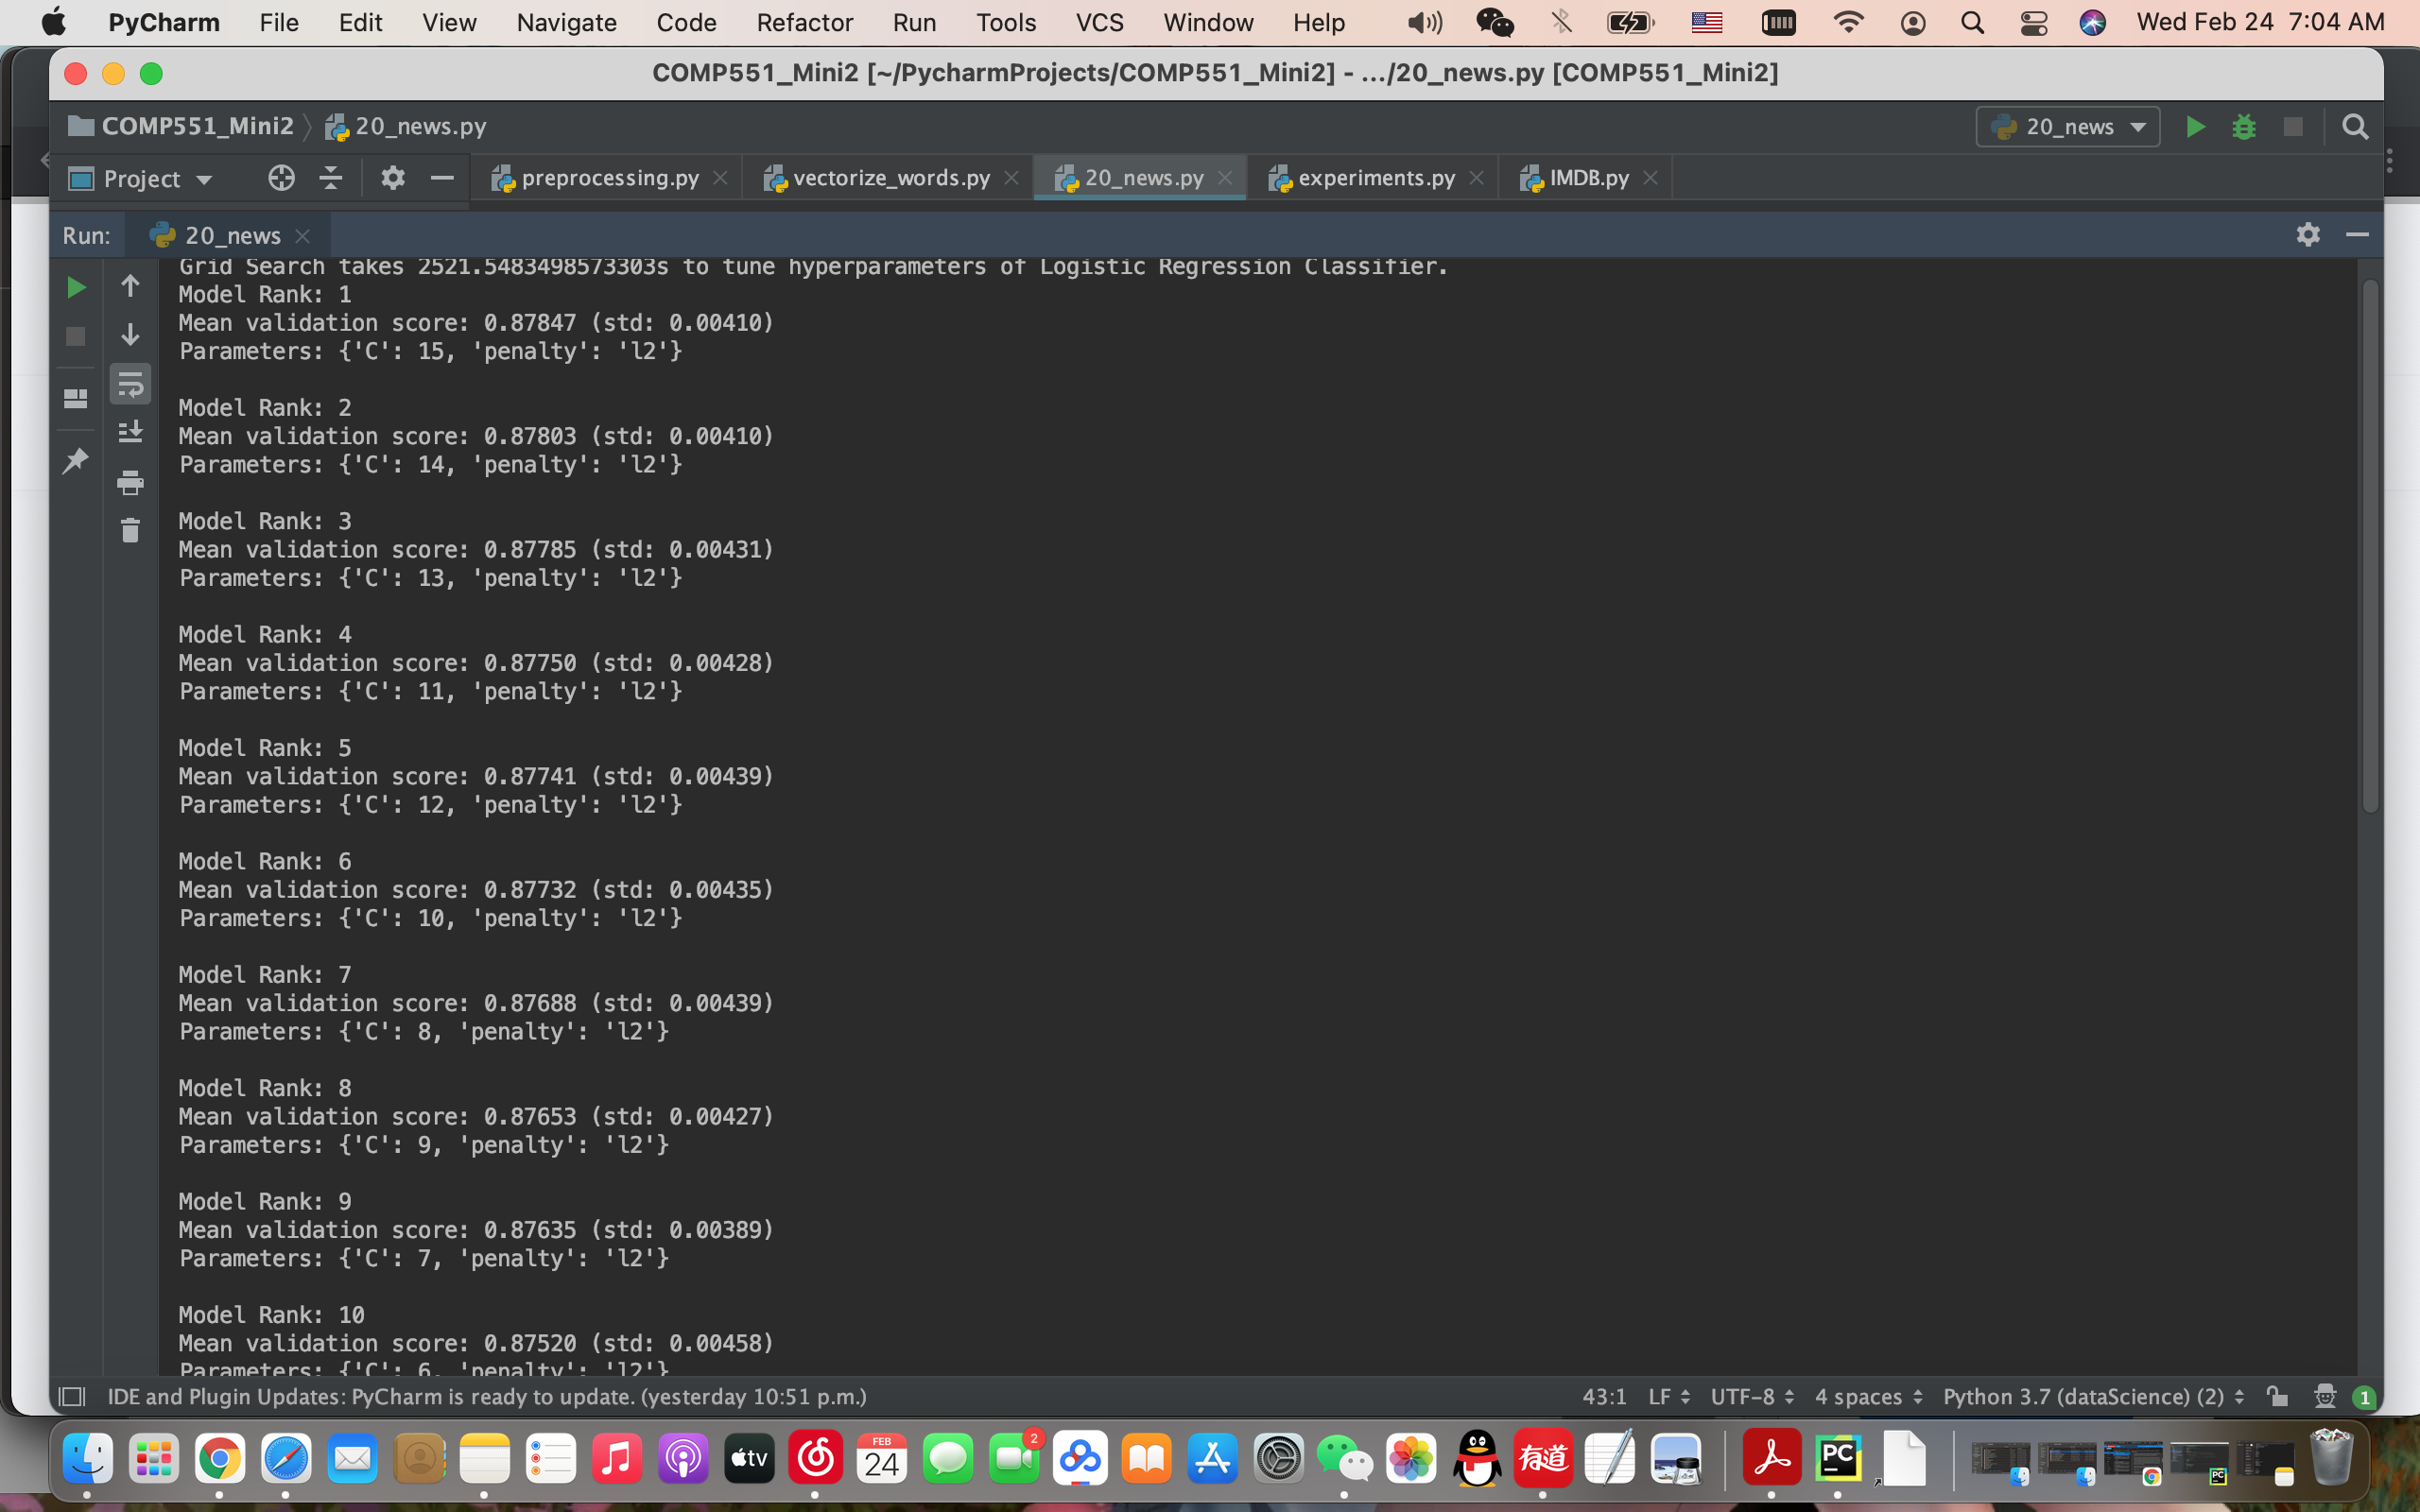 PyCharm File Edit View Navigate Code Refactor Run Tools VCS Window Help Wed Feb 24 7:04 AM
COMP551_Mini2 [~/PycharmProjects/COMP551_Mini2] - .../20_news.py [COMP551_Mini2]
COMP551_Mini2 20_news.py 20_news
Project preprocessing.py vectorize_words.py 20_news.py experiments.py IMDB.py
Run: 20_news
Grid Search takes 2521.5483498573303s to tune hyperparameters of Logistic Regression Classifier.
Model Rank: 1
Mean validation score: 0.87847 (std: 0.00410)
Parameters: {'C': 15, 'penalty': 'l2'}
Model Rank: 2
Mean validation score: 0.87803 (std: 0.00410)
Parameters: {'C': 14, 'penalty': 'l2'}
Model Rank: 3
Mean validation score: 0.87785 (std: 0.00431)
Parameters: {'C': 13, 'penalty': 'l2'}
Model Rank: 4
Mean validation score: 0.87750 (std: 0.00428)
Parameters: {'C': 11, 'penalty': 'l2'}
Model Rank: 5
Mean validation score: 0.87741 (std: 0.00439)
Parameters: {'C': 12, 'penalty': 'l2'}
Model Rank: 6
Mean validation score: 0.87732 (std: 0.00435)
Parameters: {'C': 10, 'penalty': 'l2'}
Model Rank: 7
Mean validation score: 0.87688 (std: 0.00439)
Parameters: {'C': 8, 'penalty': 'l2'}
Model Rank: 8
Mean validation score: 0.87653 (std: 0.00427)
Parameters: {'C': 9, 'penalty': 'l2'}
Model Rank: 9
Mean validation score: 0.87635 (std: 0.00389)
Parameters: {'C': 7, 'penalty': 'l2'}
Model Rank: 10
Mean validation score: 0.87520 (std: 0.00458)
Parameters: {'C': 6, 'penalty': 'l2'}
IDE and Plugin Updates: PyCharm is ready to update. (yesterday 10:51 p.m.) 43:1 LF UTF-8 4 spaces Python 3.7 (dataScience) (2) 1
tv FEB 24 2 有道 PC